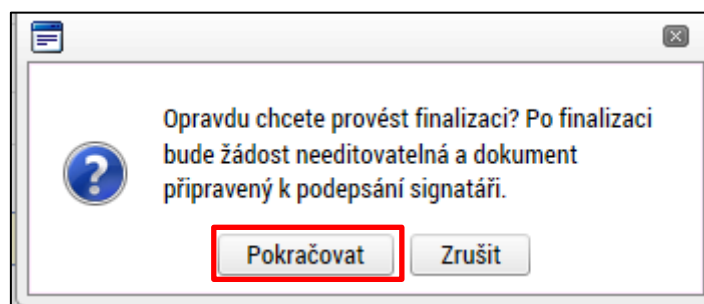 Opravdu chcete provést finalizaci? Po finalizaci
bude žádost needitovatelná a dokument
připravený k podepsání signatáři.
Pokračovat
Zrušit